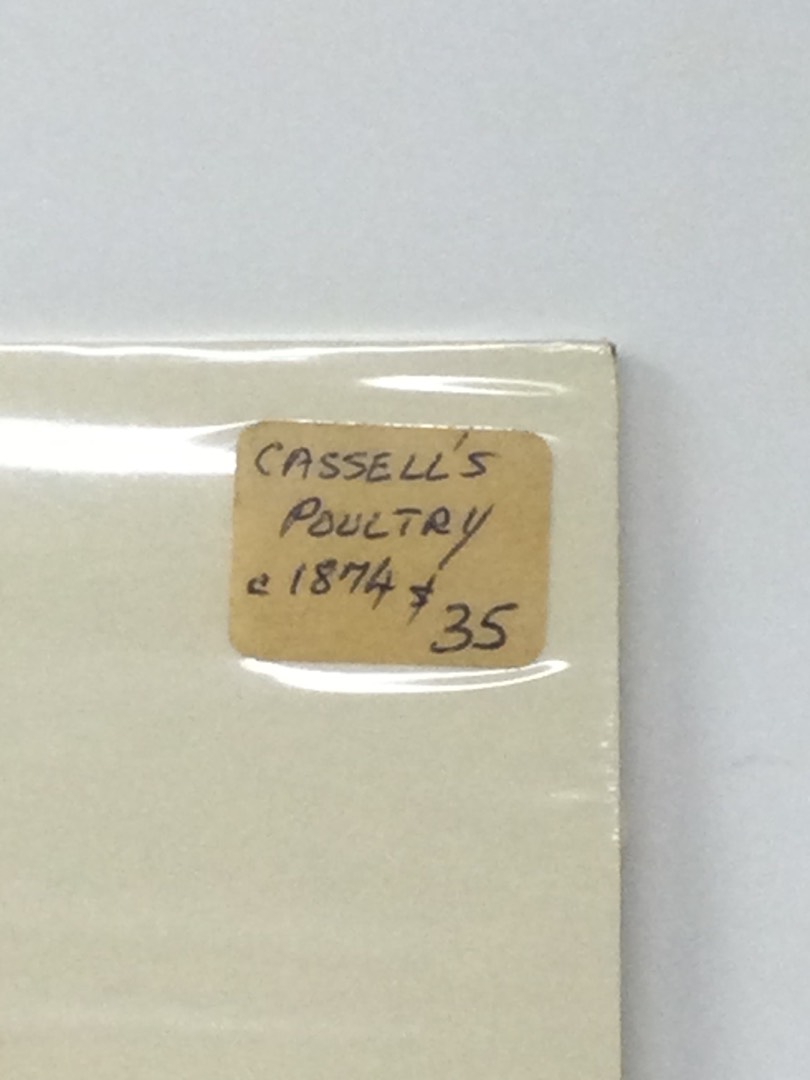 CASSELL'S
POULTRY
c 1874 $
35